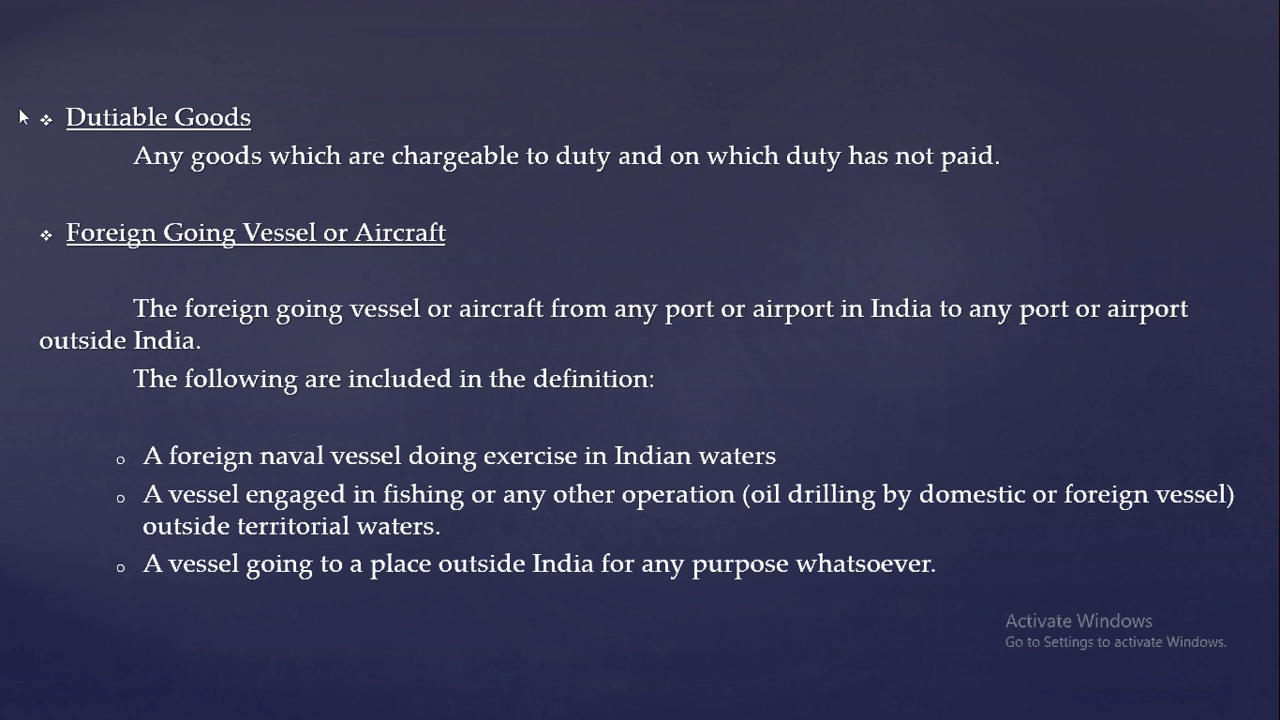 ❖ Dutiable Goods
Any goods which are chargeable to duty and on which duty has not paid.
❖ Foreign Going Vessel or Aircraft
The foreign going vessel or aircraft from any port or airport in India to any port or airport
outside India.
The following are included in the definition:
o A foreign naval vessel doing exercise in Indian waters
o A vessel engaged in fishing or any other operation (oil drilling by domestic or foreign vessel)
outside territorial waters.
o A vessel going to a place outside India for any purpose whatsoever.
Activate Windows
Go to Settings to activate Windows.